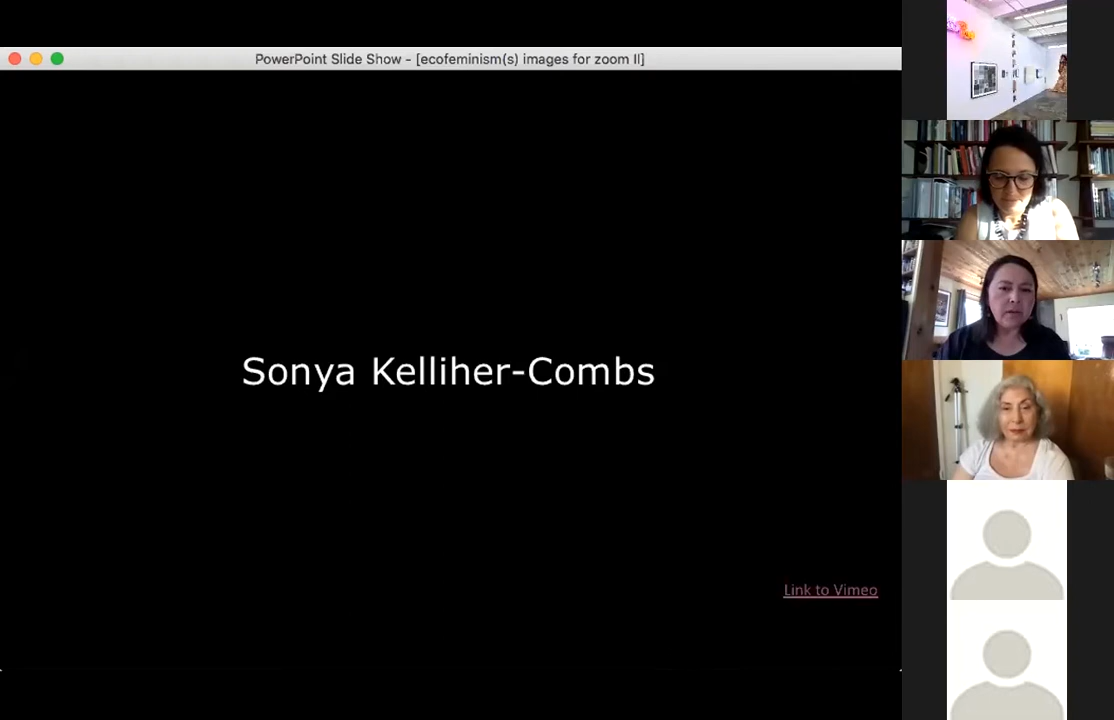 PowerPoint Slide Show - [ecofeminism(s) images for zoom II]
Sonya Kelliher-Combs
Link to Vimeo